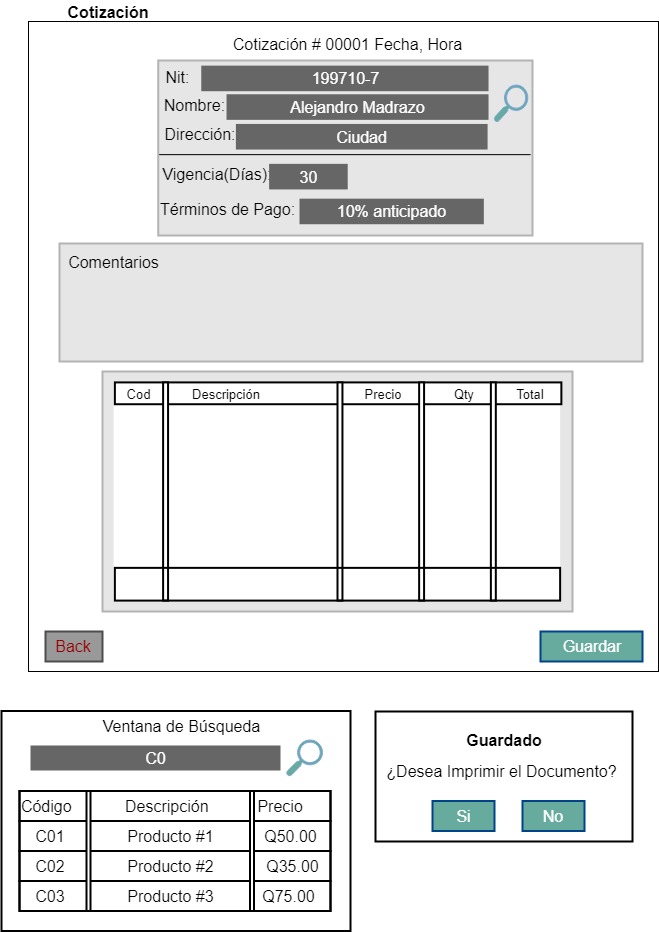 Cotización
Cotización # 00001 Fecha, Hora
Nit: 199710-7
Nombre: Alejandro Madrazo
Dirección: Ciudad
Vigencia(Días): 30
Términos de Pago: 10% anticipado
Comentarios
Cod Descripción Precio Qty Total
Back Guardar
Ventana de Búsqueda
C0
Código Descripción Precio
C01 Producto #1 Q50.00
C02 Producto #2 Q35.00
C03 Producto #3 Q75.00
Guardado
¿Desea Imprimir el Documento?
Si No